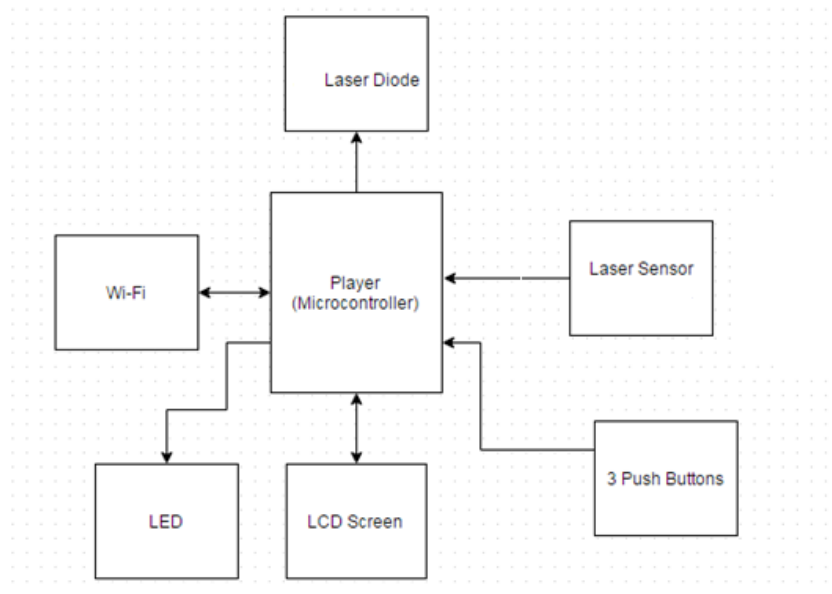 Laser Diode
Laser Sensor
Wi-Fi
Player
(Microcontroller)
3 Push Buttons
LED
LCD Screen